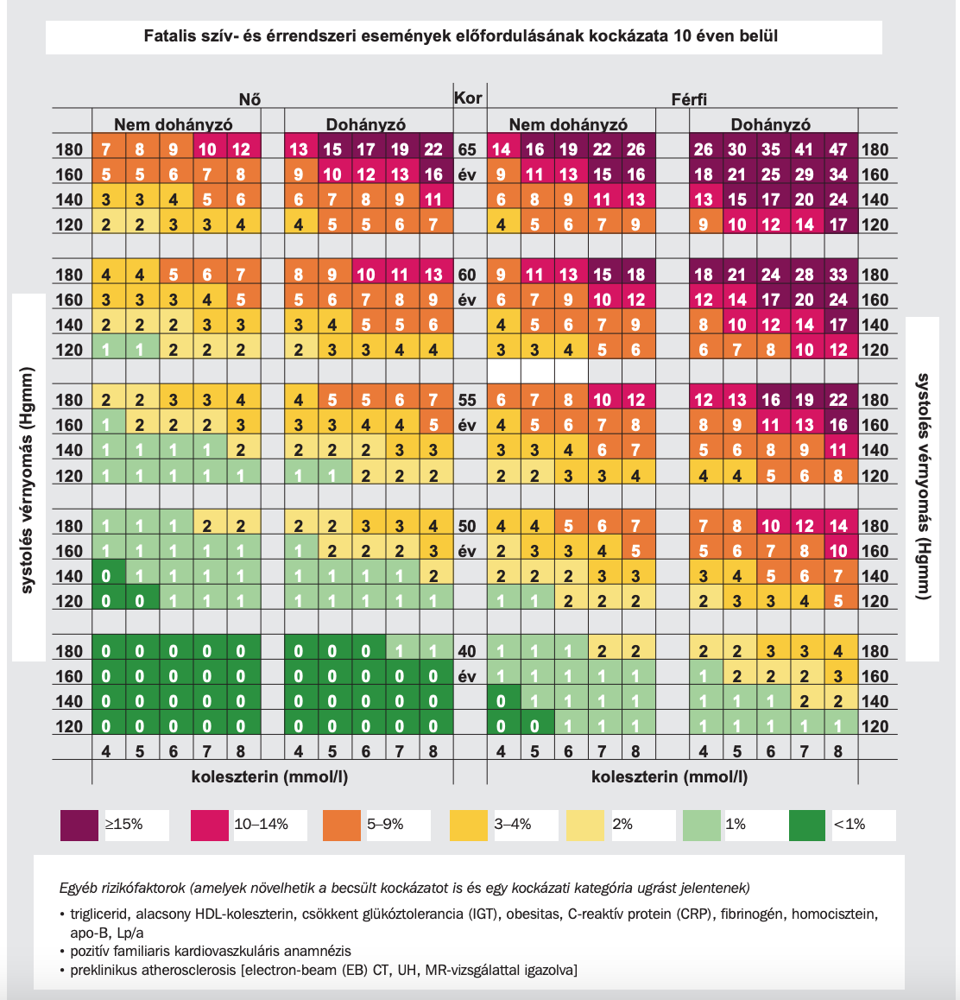 Fatalis szív- és érrendszeri események előfordulásának kockázata 10 éven belül
Nő Kor Férfi
Nem dohányzó Dohányzó Nem dohányzó Dohányzó
180 7 8 9 10 12 13 15 17 19 22 65 14 16 19 22 26 26 30 35 41 47 180
160 5 5 6 7 8 9 10 12 13 16 év 9 11 13 15 16 18 21 25 29 34 160
140 3 3 4 5 6 6 7 8 9 11 6 8 9 11 13 13 15 17 20 24 140
120 2 2 3 3 4 4 5 5 6 7 4 5 6 7 9 9 10 12 14 17 120
180 4 4 5 6 7 8 9 10 11 13 60 9 11 13 15 18 18 21 24 28 33 180
160 3 3 3 4 5 5 6 7 8 9 év 6 7 9 10 12 12 14 17 20 24 160
140 2 2 2 3 3 3 4 5 5 6 4 5 6 7 9 8 10 12 14 17 140
120 1 1 2 2 2 2 3 3 4 4 3 3 4 5 6 6 7 8 10 12 120
180 2 2 3 3 4 4 5 5 6 7 55 6 7 8 10 12 12 13 16 19 22 180
160 1 2 2 2 3 3 3 4 4 5 év 4 5 6 7 8 8 9 11 13 16 160
140 1 1 1 1 2 2 2 2 3 3 3 3 4 6 7 5 6 8 9 11 140
120 1 1 1 1 1 1 1 2 2 2 2 2 3 3 4 4 4 5 6 8 120
180 1 1 1 2 2 2 2 3 3 4 50 4 4 5 6 7 7 8 10 12 14 180
160 1 1 1 1 1 1 2 2 2 3 év 2 3 3 4 5 5 6 7 8 10 160
140 0 1 1 1 1 1 1 1 1 2 2 2 2 3 3 3 4 5 6 7 140
120 0 0 1 1 1 1 1 1 1 1 1 1 2 2 2 2 3 3 4 5 120
180 0 0 0 0 0 0 0 0 1 1 40 1 1 1 2 2 2 2 3 3 4 180
160 0 0 0 0 0 0 0 0 0 0 év 1 1 1 1 1 1 2 2 2 3 160
140 0 0 0 0 0 0 0 0 0 0 0 1 1 1 1 1 1 1 2 2 140
120 0 0 0 0 0 0 0 0 0 0 0 0 1 1 1 1 1 1 1 1 120
4 5 6 7 8 4 5 6 7 8 4 5 6 7 8 4 5 6 7 8
koleszterin (mmol/l) koleszterin (mmol/l)
systolés vérnyomás (Hgmm)
systolés vérnyomás (Hgmm)
≥15% 10–14% 5–9% 3–4% 2% 1% <1%
Egyéb rizikófaktorok (amelyek növelhetik a becsült kockázatot is és egy kockázati kategória ugrást jelentenek)
• triglicerid, alacsony HDL-koleszterin, csökkent glükóztolerancia (IGT), obesitas, C-reaktív protein (CRP), fibrinogén, homocisztein,
apo-B, Lp/a
• pozitív familiaris kardiovaszkuláris anamnézis
• preklinikus atherosclerosis [electron-beam (EB) CT, UH, MR-vizsgálattal igazolva]